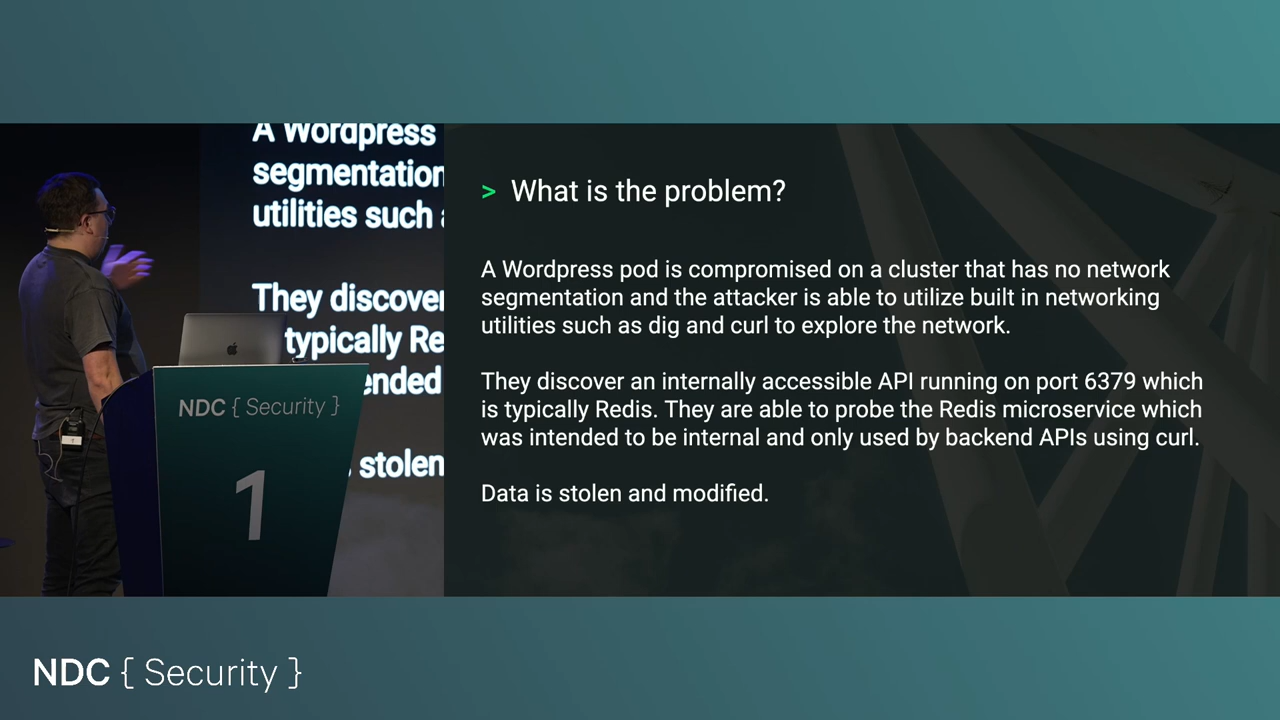 A Wordpress
segmentation
utilities such a
They discover
typically Re
ended
stolen
NDC { Security }
1
> What is the problem?
A Wordpress pod is compromised on a cluster that has no network
segmentation and the attacker is able to utilize built in networking
utilities such as dig and curl to explore the network.
They discover an internally accessible API running on port 6379 which
is typically Redis. They are able to probe the Redis microservice which
was intended to be internal and only used by backend APIs using curl.
Data is stolen and modified.
NDC { Security }